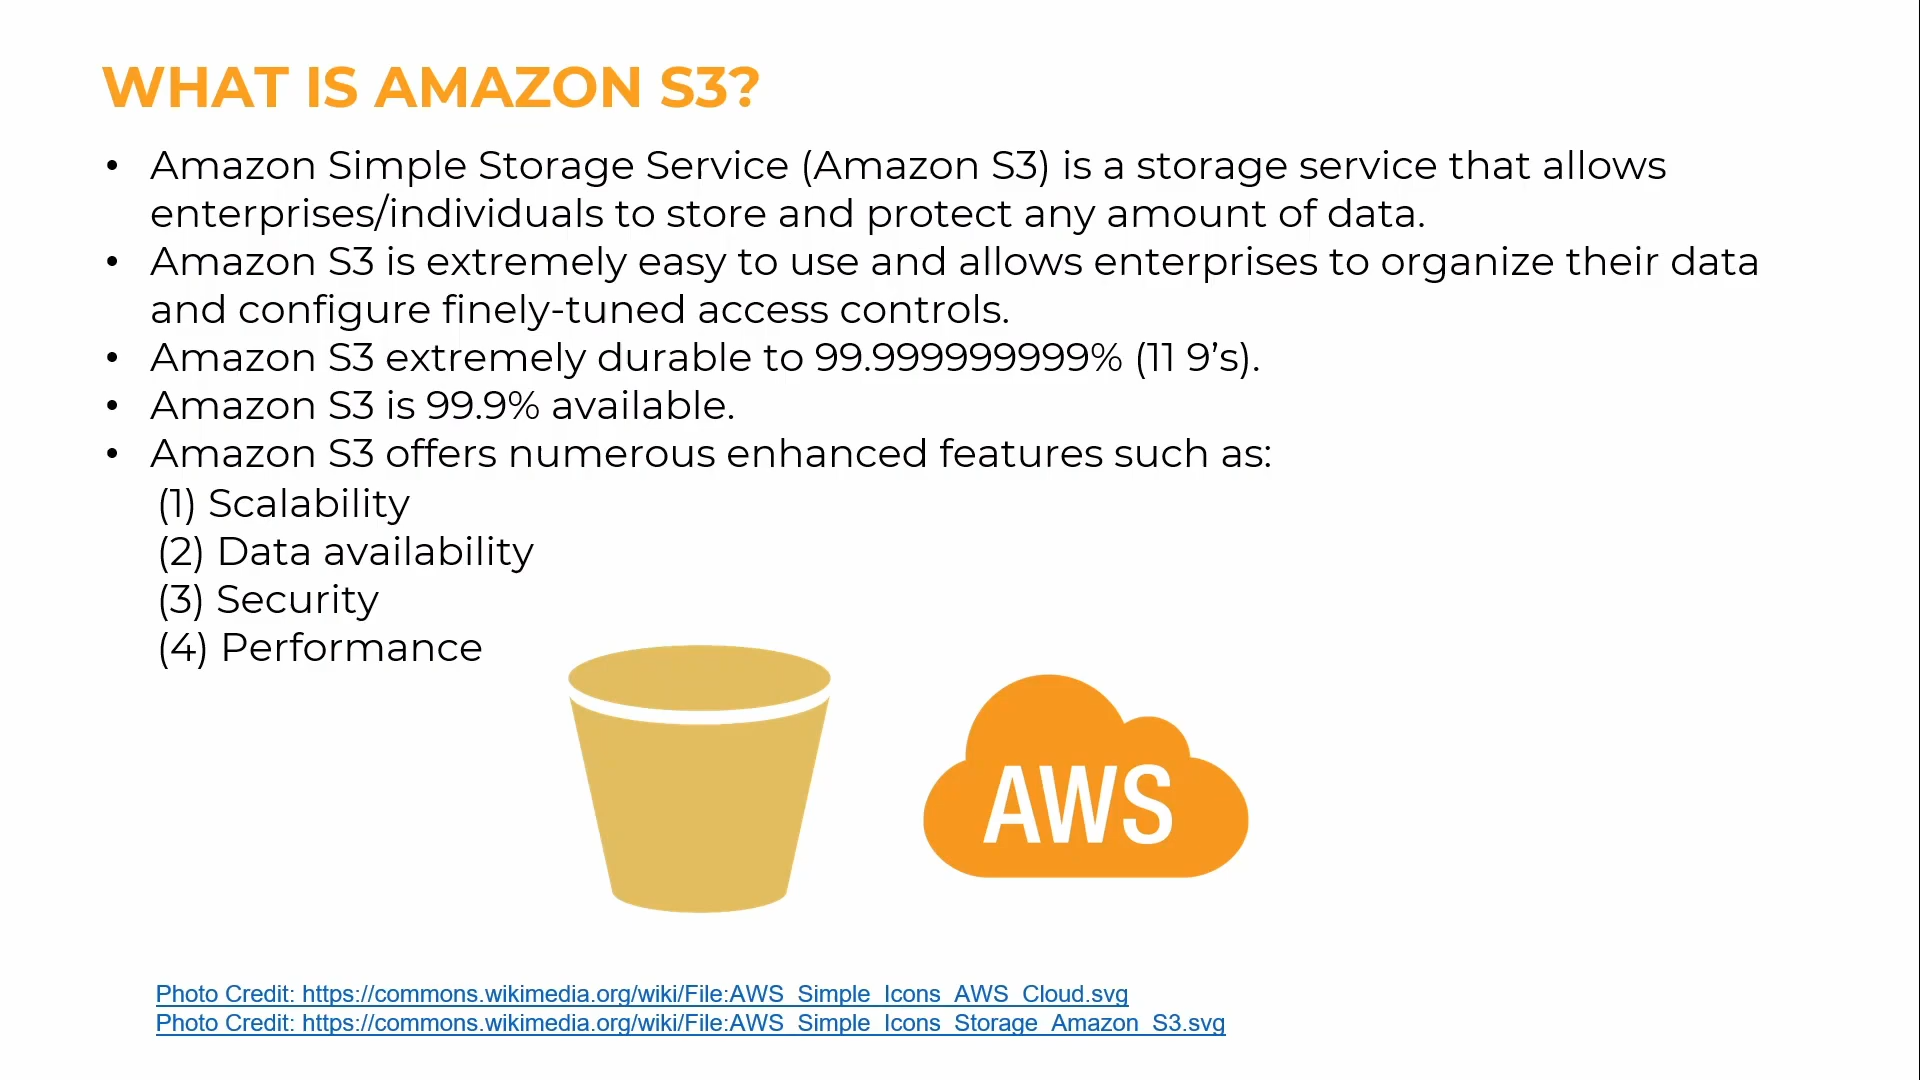 WHAT IS AMAZON S3?
• Amazon Simple Storage Service (Amazon S3) is a storage service that allows
enterprises/individuals to store and protect any amount of data.
• Amazon S3 is extremely easy to use and allows enterprises to organize their data
and configure finely-tuned access controls.
• Amazon S3 extremely durable to 99.999999999% (11 9’s).
• Amazon S3 is 99.9% available.
• Amazon S3 offers numerous enhanced features such as:
(1) Scalability
(2) Data availability
(3) Security
(4) Performance
AWS
Photo Credit: https://commons.wikimedia.org/wiki/File:AWS_Simple_Icons_AWS_Cloud.svg
Photo Credit: https://commons.wikimedia.org/wiki/File:AWS_Simple_Icons_Storage_Amazon_S3.svg